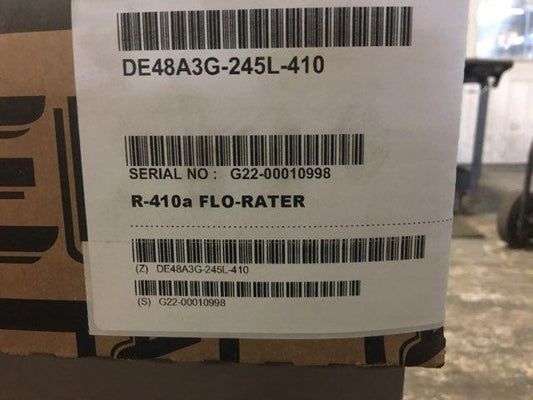 DE48A3G-245L-410
SERIAL NO : G22-00010998
R-410a FLO-RATER
(Z) DE48A3G-245L-410
(S) G22-00010998